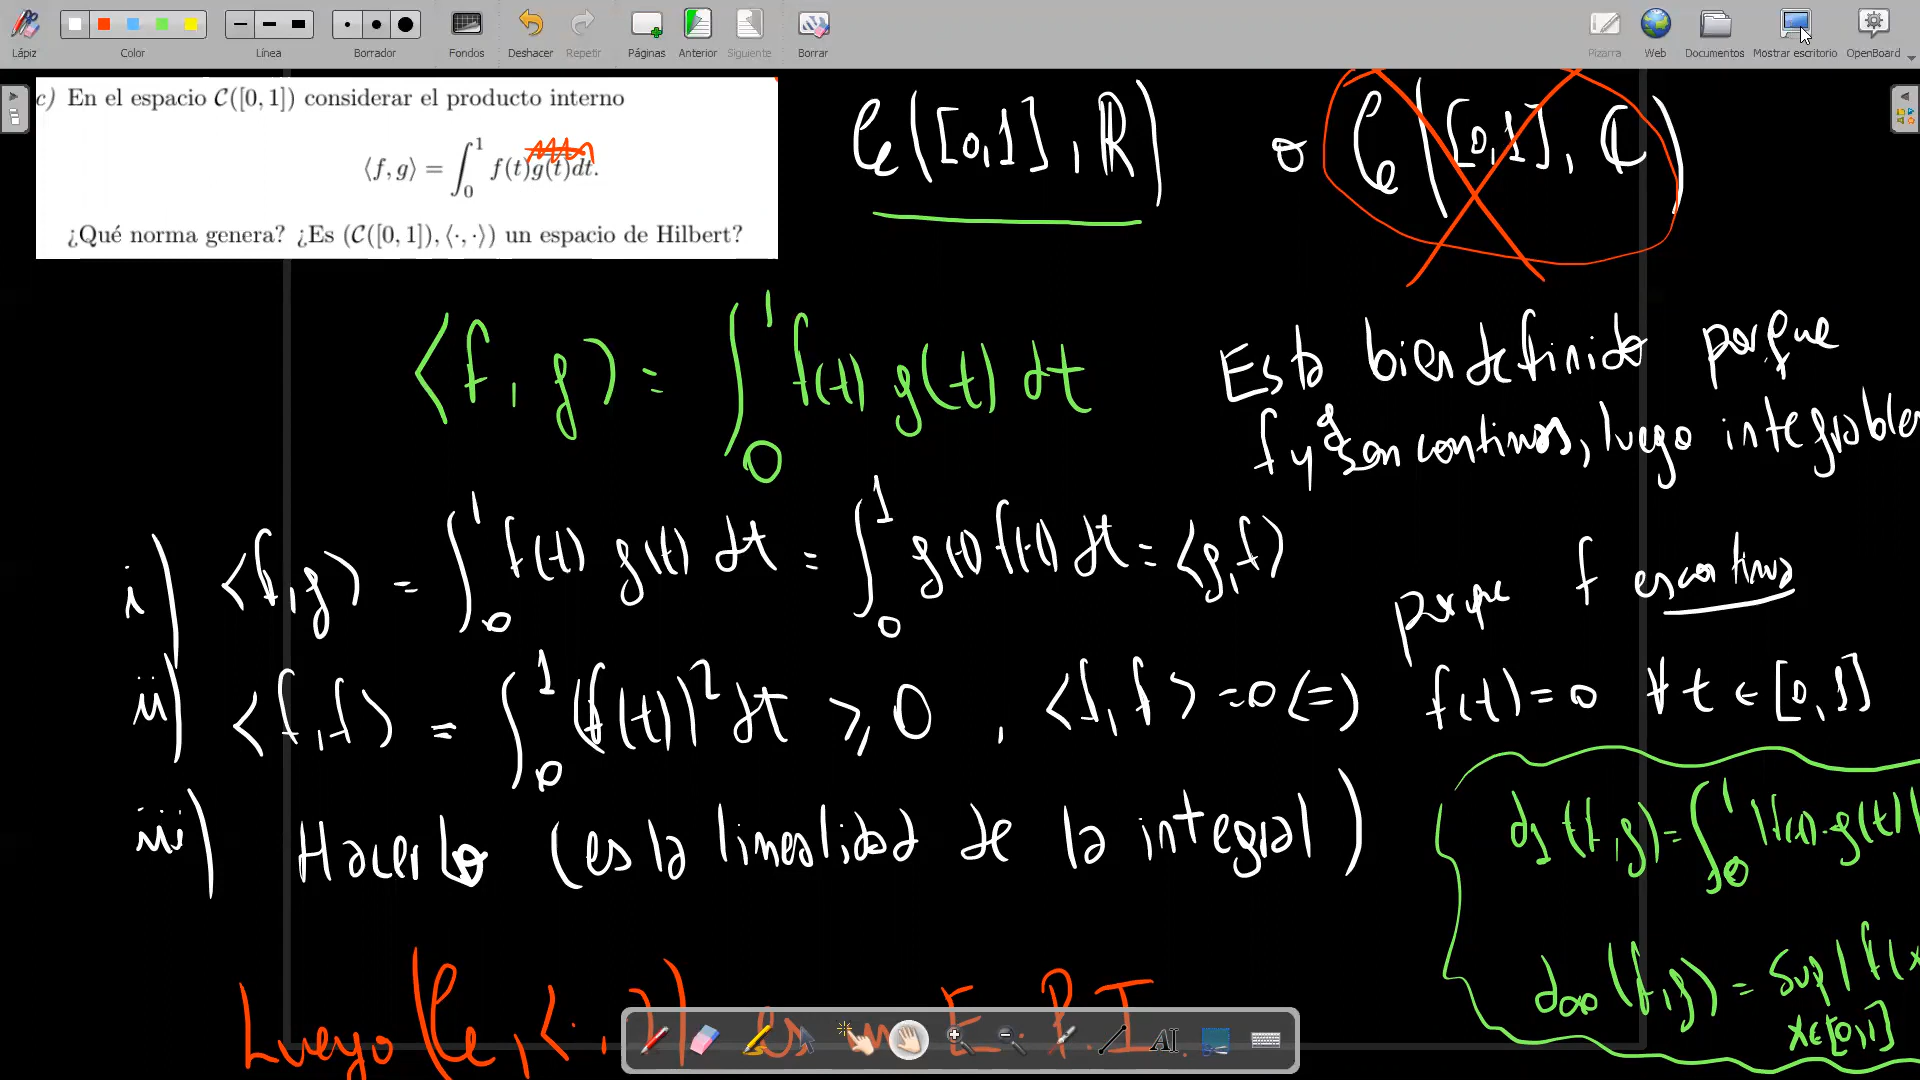 Lápiz Color Línea Borrador Fondos Deshacer Repetir Páginas Anterior Siguiente Borrar Pizarra Web Documentos Mostrar escritorio OpenBoard
c) En el espacio C([0, 1]) considerar el producto interno
⟨f, g⟩ = ∫₀¹ f(t)g(t)dt.
¿Qué norma genera? ¿Es (C([0, 1]), ⟨·, ·⟩) un espacio de Hilbert?
C([0,1], ℝ) o C([0,1], ℂ)
⟨f, g⟩ = ∫₀¹ f(t) g(t) dt
Esta bien definido porque
f y g son continuas, luego integrables
i) ⟨f, g⟩ = ∫₀¹ f(t) g(t) dt = ∫₀¹ g(t) f(t) dt = ⟨g, f⟩
porque f es continua
ii) ⟨f, f⟩ = ∫₀¹ (f(t))² dt ≥ 0, ⟨f, f⟩ = 0 (=) f(t) = 0 ∀ t ∈ [0, 1]
iii) Hacerlo (es la linealidad de la integral)
d₁(f, g) = ∫₀¹ |f(t) - g(t)|
d∞(f, g) = sup | f(x
x∈[0,1]
Luego (C, ⟨·, ·⟩) es un E. P. I.